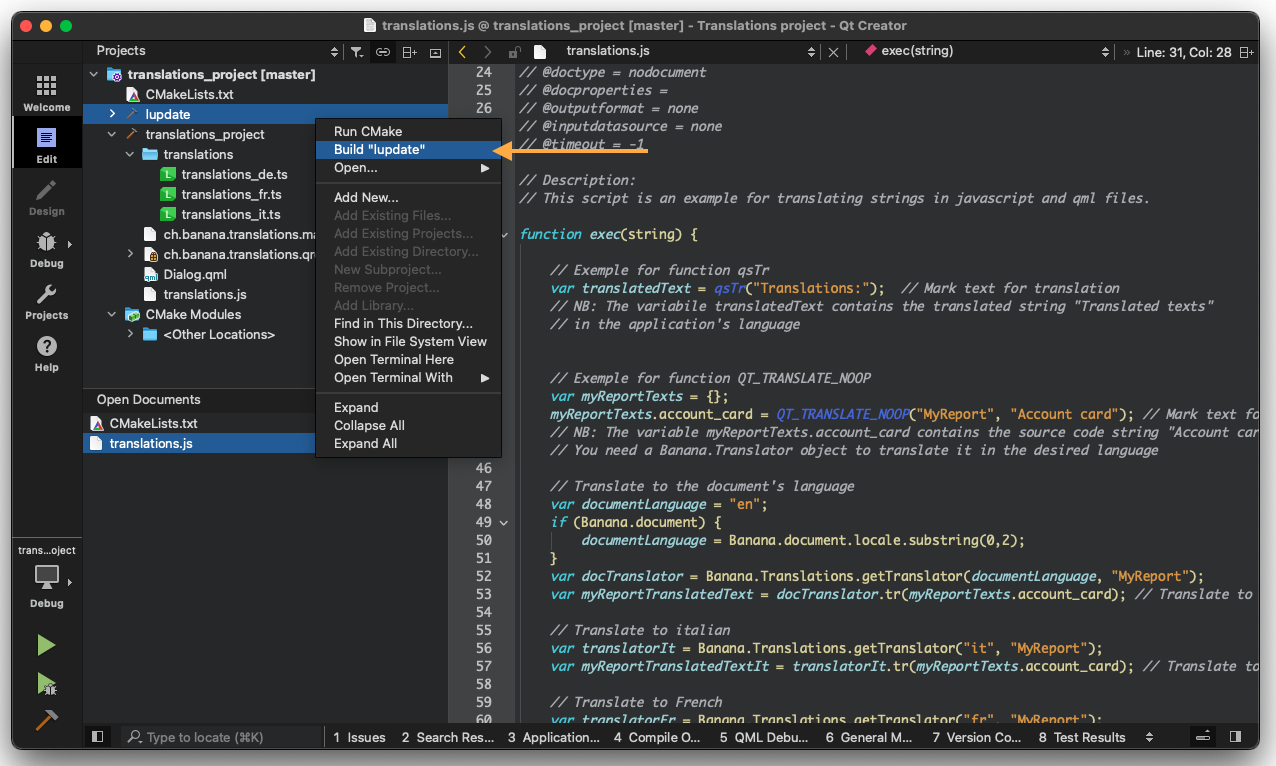 translations.js @ translations_project [master] - Translations project - Qt Creator
Projects
translations.js
exec(string)
» Line: 31, Col: 28
Welcome
Edit
Design
Debug
Projects
Help
trans...oject
Debug
translations_project [master]
CMakeLists.txt
lupdate
translations_project
translations
translations_de.ts
translations_fr.ts
translations_it.ts
ch.banana.translations.ma
ch.banana.translations.qr
Dialog.qml
translations.js
CMake Modules
<Other Locations>
Open Documents
CMakeLists.txt
translations.js
Run CMake
Build "lupdate"
Open...
Add New...
Add Existing Files...
Add Existing Projects...
Add Existing Directory...
New Subproject...
Remove Project...
Add Library...
Find in This Directory...
Show in File System View
Open Terminal Here
Open Terminal With
Expand
Collapse All
Expand All
24 // @doctype = nodocument
25 // @docproperties =
26 // @outputformat = none
// @inputdatasource = none
// @timeout = -1
// Description:
// This script is an example for translating strings in javascript and qml files.
function exec(string) {
// Exemple for function qsTr
var translatedText = qsTr("Translations:"); // Mark text for translation
// NB: The variabile translatedText contains the translated string "Translated texts"
// in the application's language
// Exemple for function QT_TRANSLATE_NOOP
var myReportTexts = {};
myReportTexts.account_card = QT_TRANSLATE_NOOP("MyReport", "Account card"); // Mark text fo
// NB: The variable myReportTexts.account_card contains the source code string "Account car
// You need a Banana.Translator object to translate it in the desired language
46
47 // Translate to the document's language
48 var documentLanguage = "en";
49 if (Banana.document) {
50 documentLanguage = Banana.document.locale.substring(0,2);
51 }
52 var docTranslator = Banana.Translations.getTranslator(documentLanguage, "MyReport");
53 var myReportTranslatedText = docTranslator.tr(myReportTexts.account_card); // Translate to
54
55 // Translate to italian
56 var translatorIt = Banana.Translations.getTranslator("it", "MyReport");
57 var myReportTranslatedTextIt = translatorIt.tr(myReportTexts.account_card); // Translate to
58
59 // Translate to French
60 var translatorFr = Banana.Translations.getTranslator("fr", "MyReport");
Type to locate (⌘K)
1 Issues
2 Search Res...
3 Application...
4 Compile O...
5 QML Debu...
6 General M...
7 Version Co...
8 Test Results